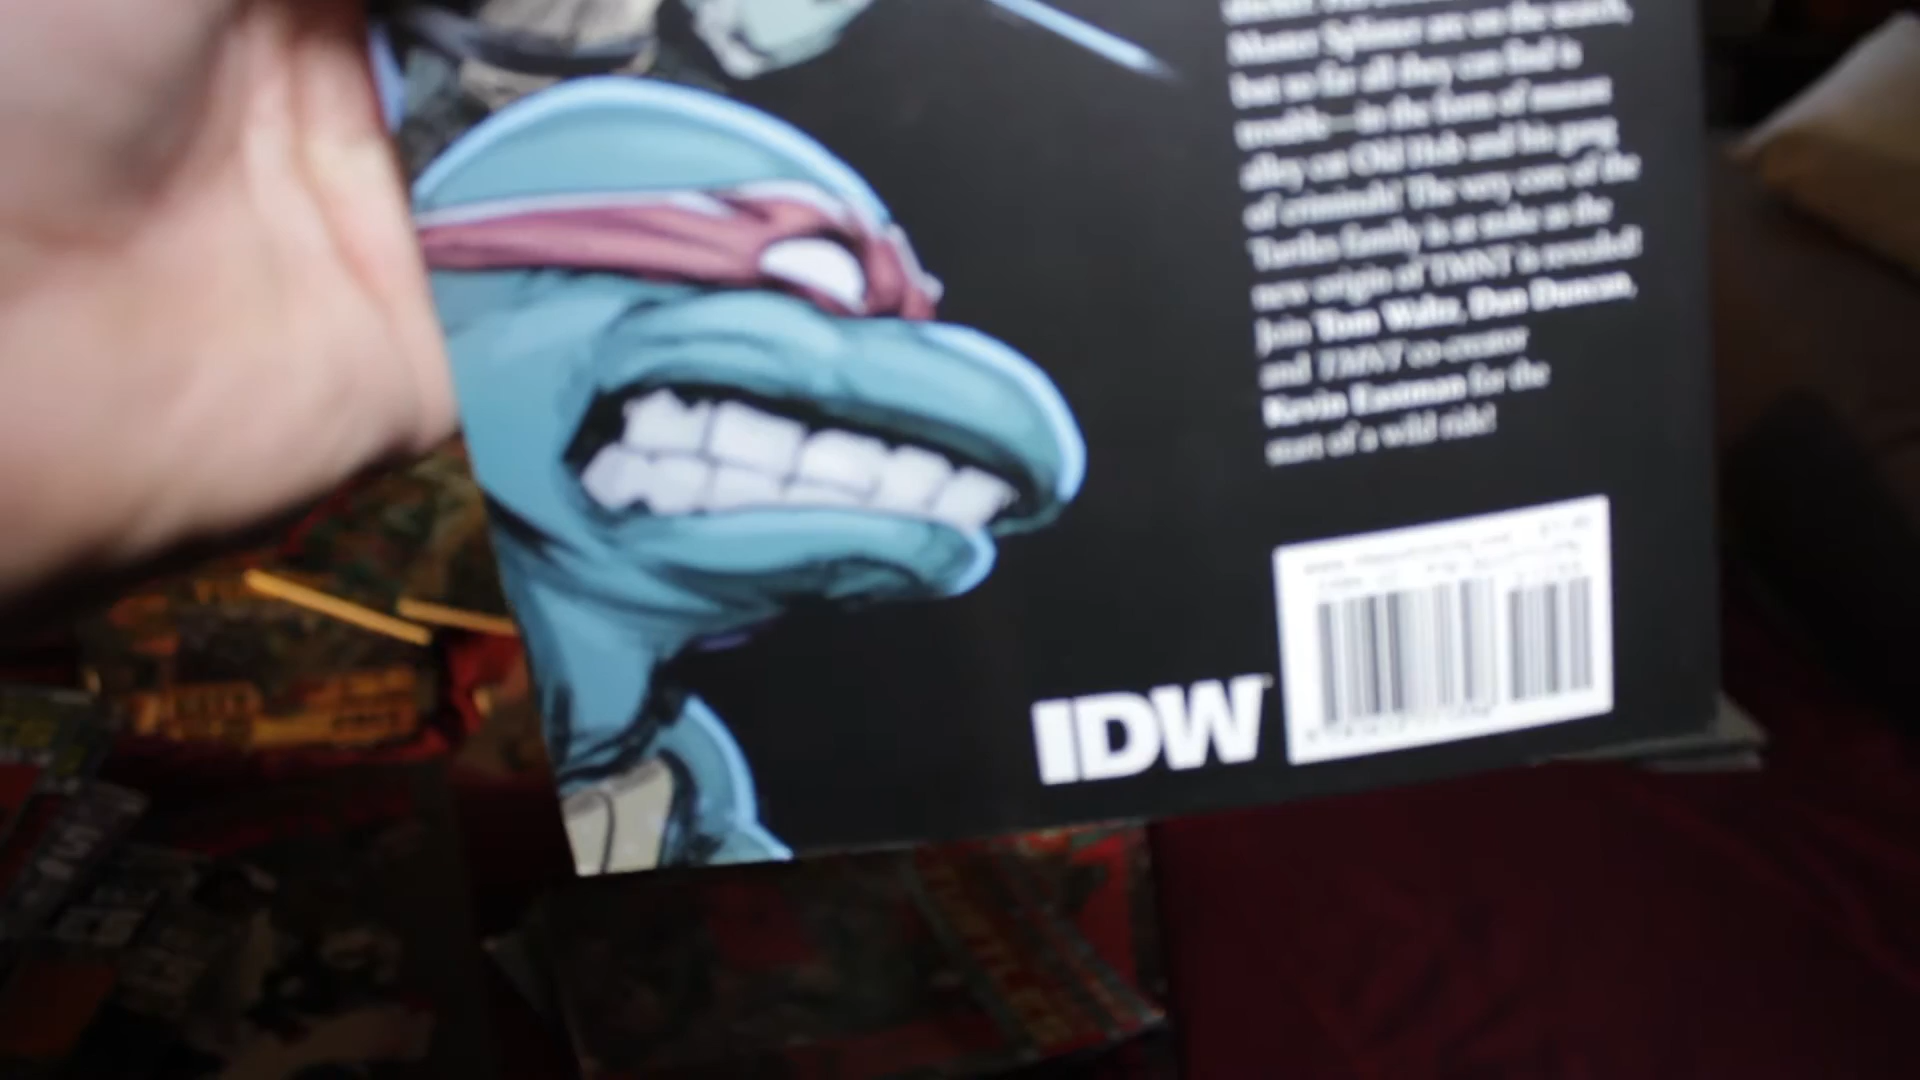 Master Splinter are on the search,
but so far all they can find is
trouble—in the form of mutant
alley cat Old Hob and his gang
of criminals! The very core of the
Turtles family is at stake as the
new origin of TMNT is revealed!
Join Tom Waltz, Dan Duncan,
and TMNT co-creator
Kevin Eastman for the
start of a wild ride!
IDW